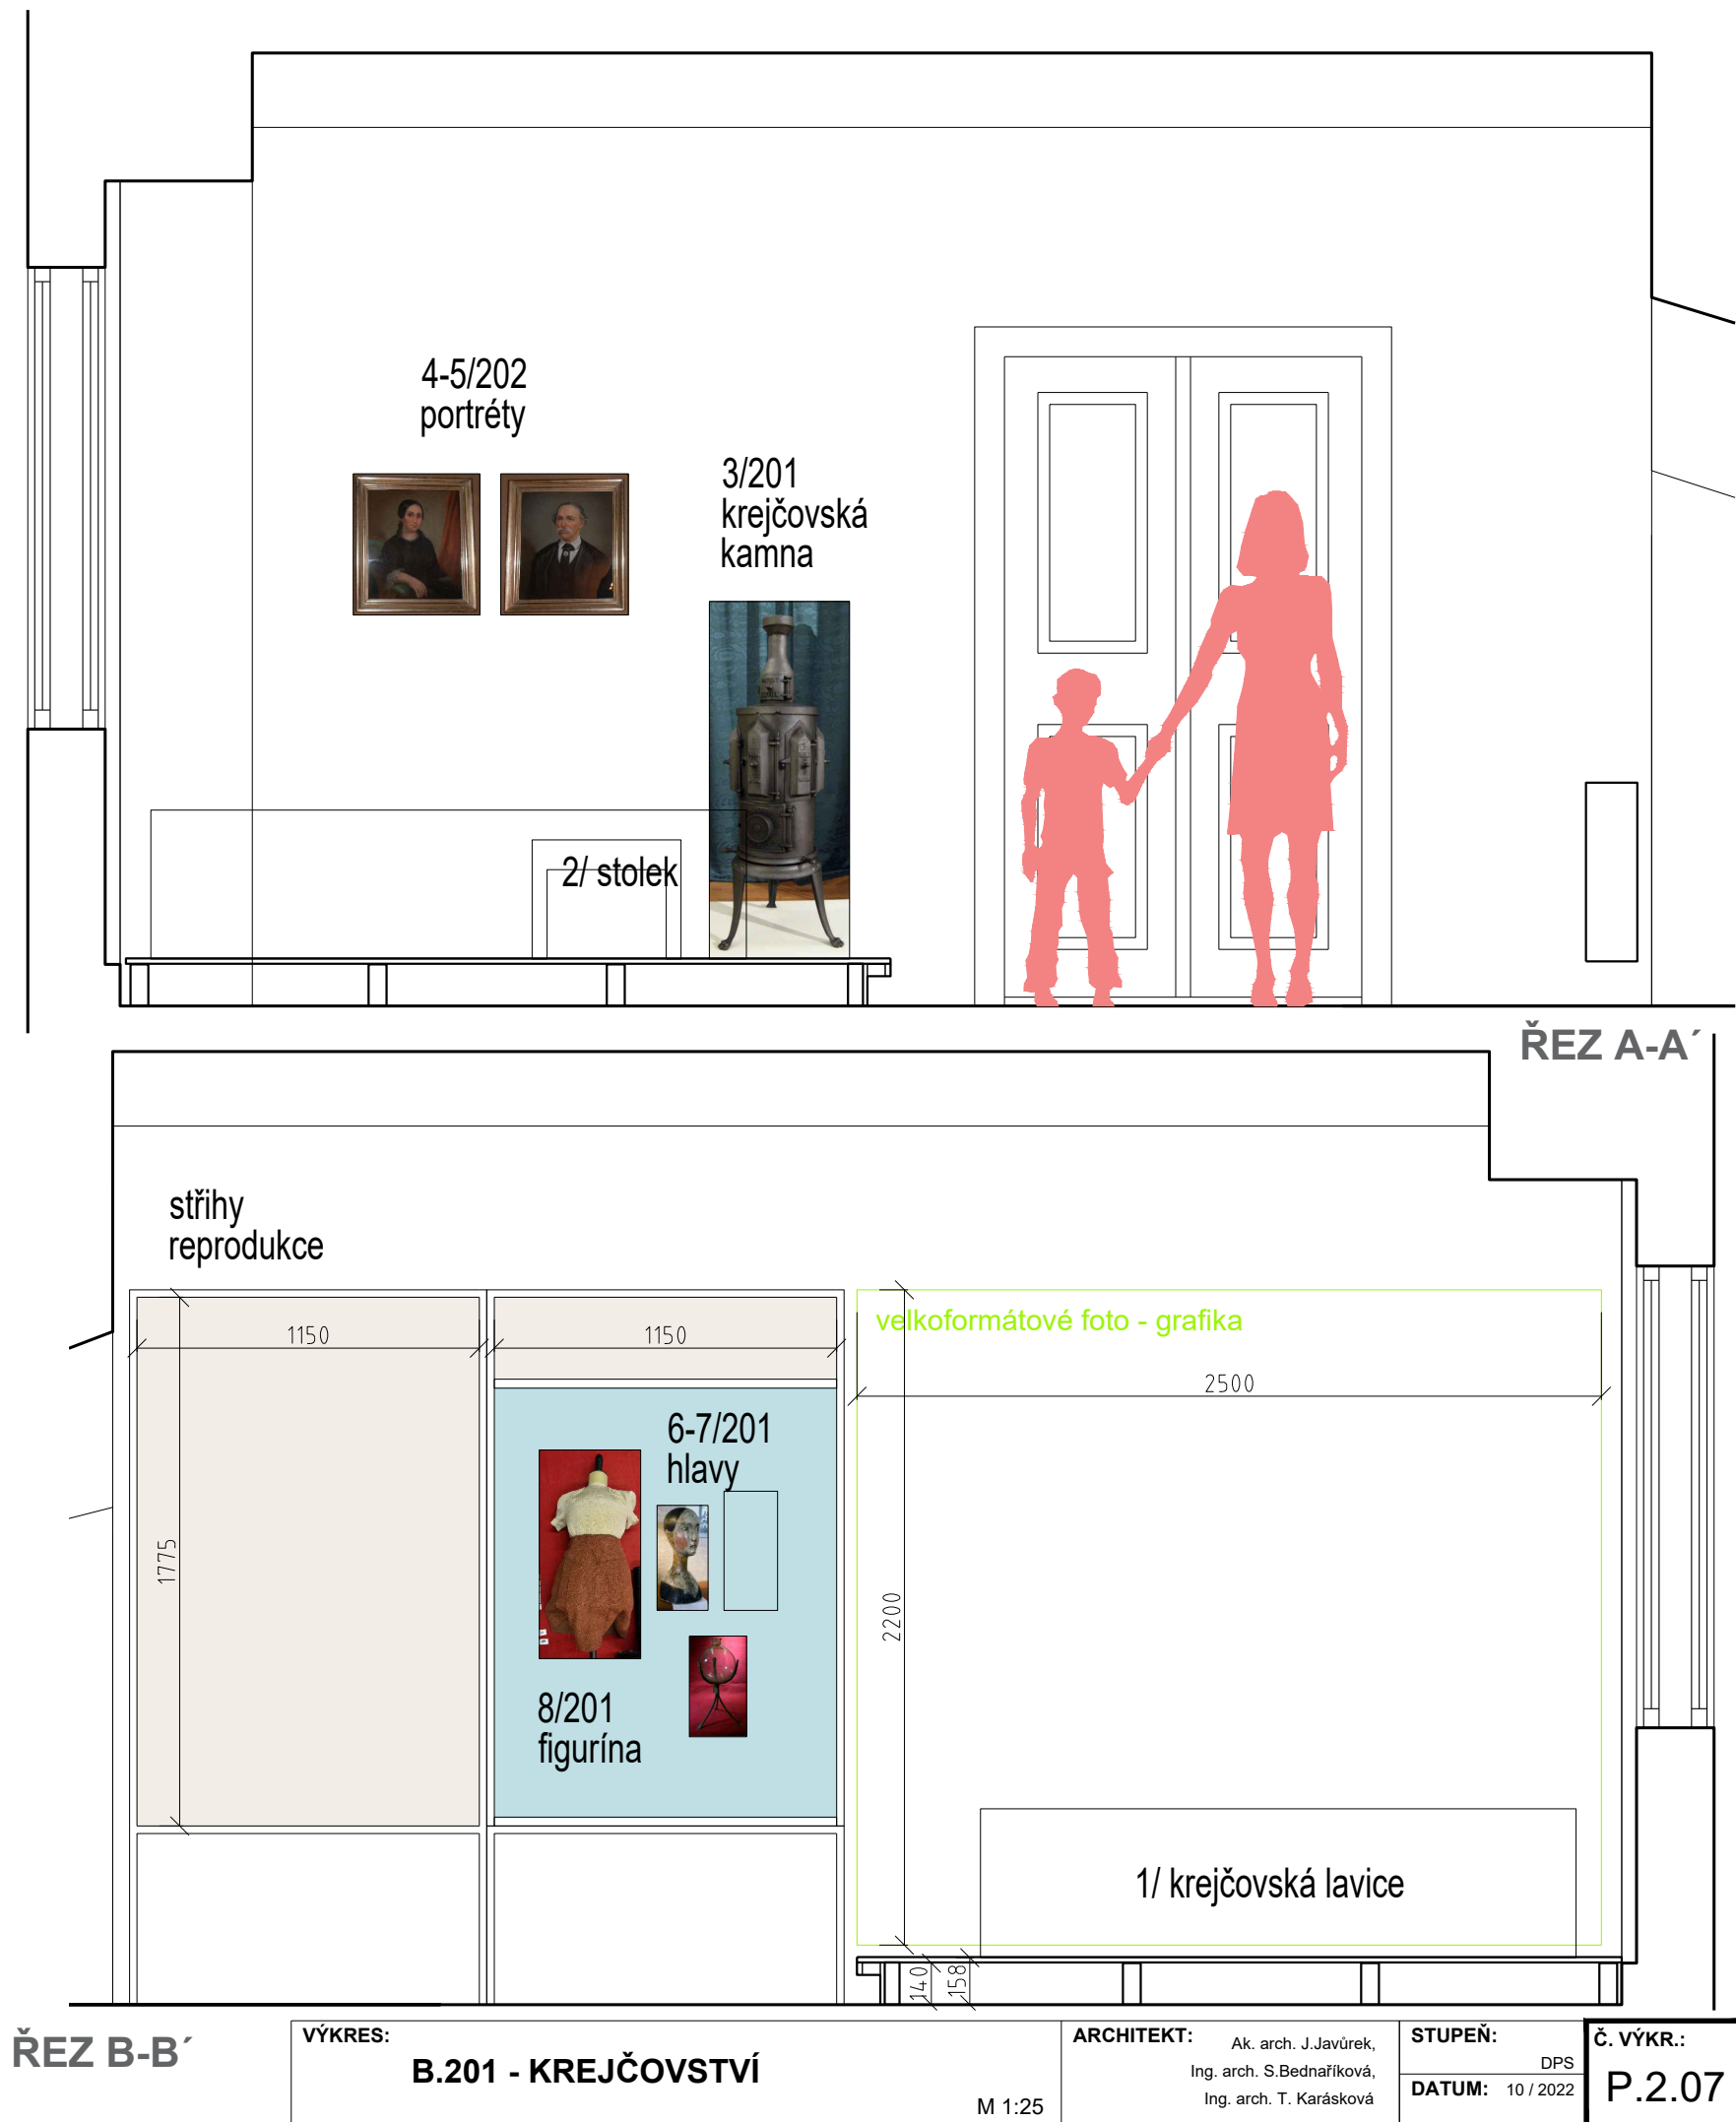 4-5/202
portréty
3/201
krejčovská
kamna
2/ stolek
ŘEZ A-A´
střihy
reprodukce
1150
1150
velkoformátové foto - grafika
2500
6-7/201
hlavy
1775
2200
8/201
figurína
1/ krejčovská lavice
140
158
ŘEZ B-B´
VÝKRES:
B.201 - KREJČOVSTVÍ
M 1:25
ARCHITEKT:
Ak. arch. J.Javůrek,
Ing. arch. S.Bednaříková,
Ing. arch. T. Karásková
STUPEŇ:
DPS
DATUM: 10 / 2022
Č. VÝKR.:
P.2.07